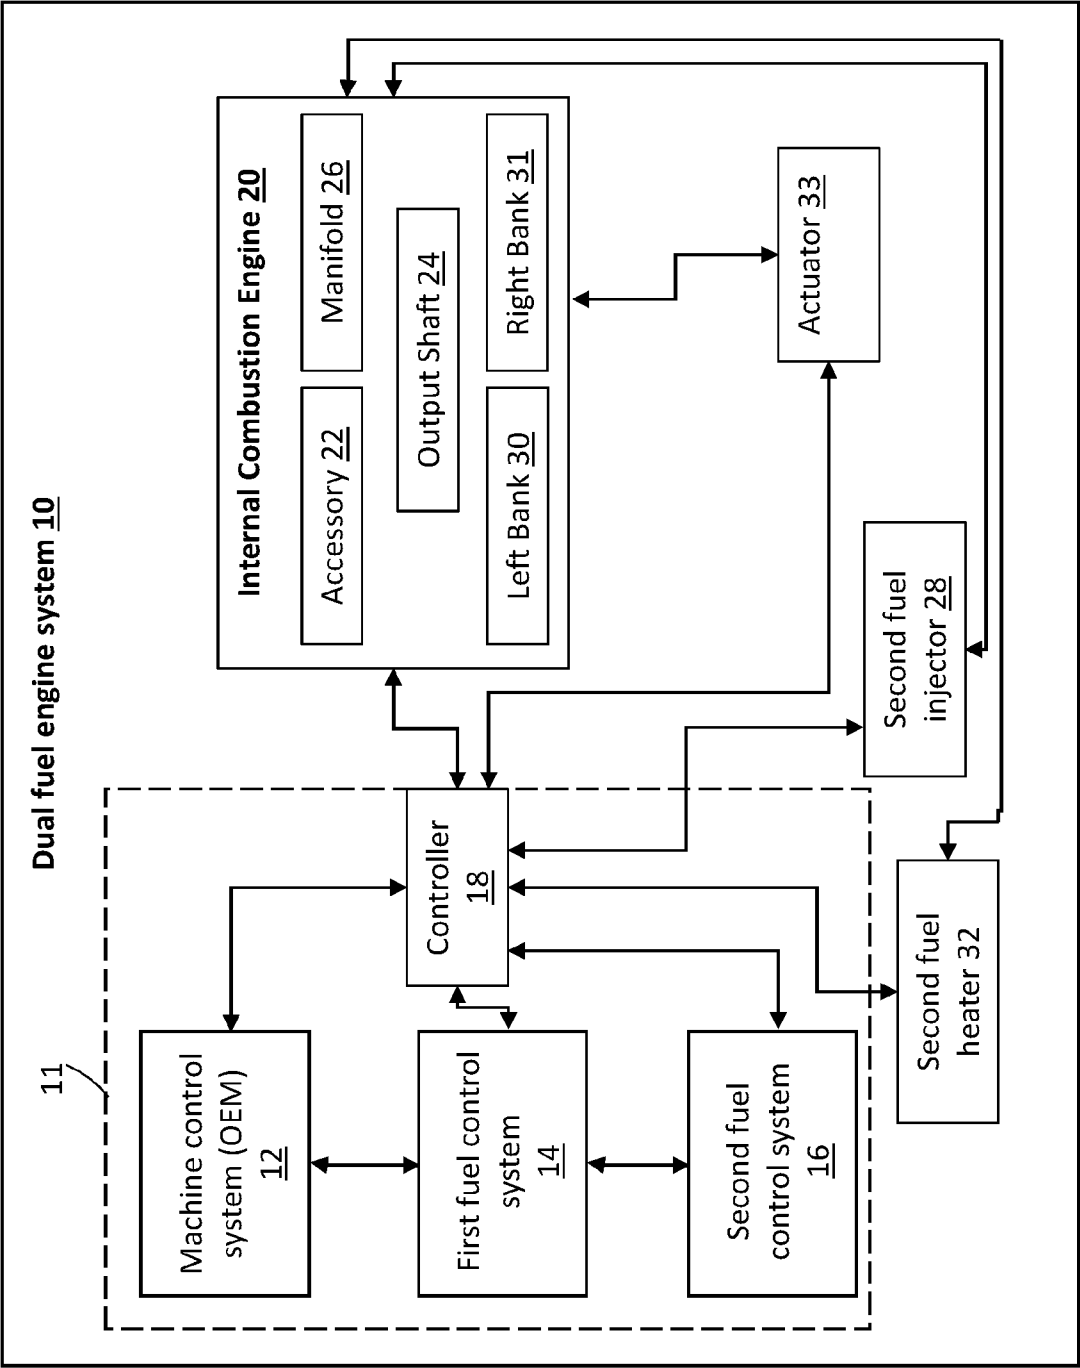 Dual fuel engine system 10
11
Machine control
system (OEM)
12
First fuel control
system
14
Second fuel
control system
16
Controller
18
Internal Combustion Engine 20
Accessory 22
Manifold 26
Output Shaft 24
Left Bank 30
Right Bank 31
Actuator 33
Second fuel
injector 28
Second fuel
heater 32